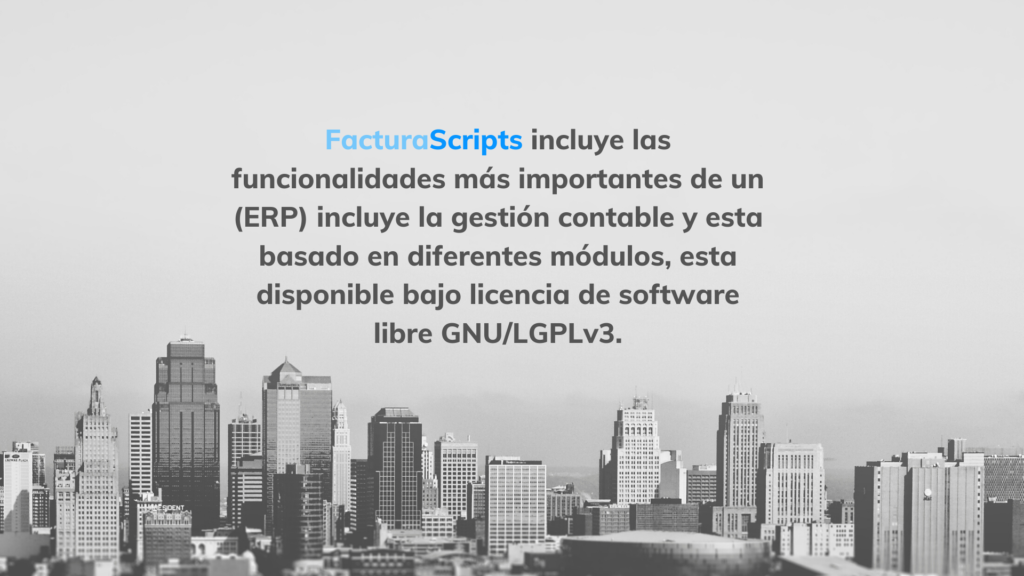 FacturaScripts incluye las
funcionalidades más importantes de un
(ERP) incluye la gestión contable y esta
basado en diferentes módulos, esta
disponible bajo licencia de software
libre GNU/LGPLv3.
PRESIDENT